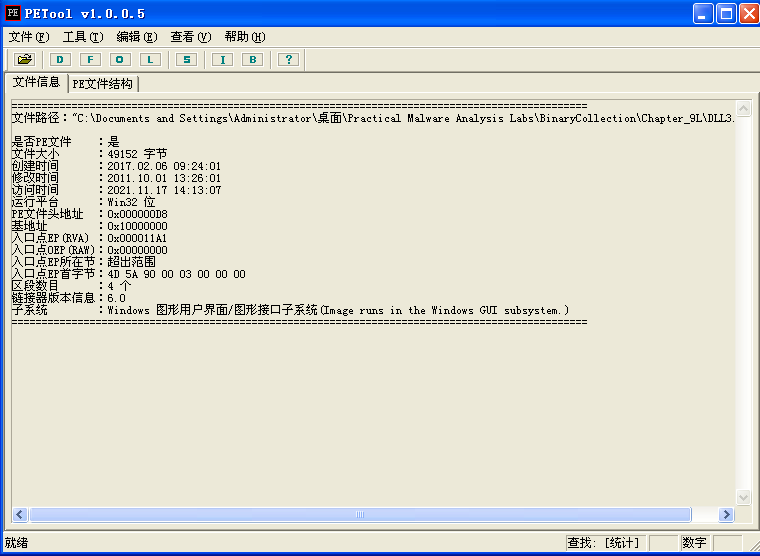 PE PETool v1.0.0.5
文件(F) 工具(T) 编辑(E) 查看(V) 帮助(H)
D F O L S I B ?
文件信息 PE文件结构
================================================================================================
文件路径："C:\Documents and Settings\Administrator\桌面\Practical Malware Analysis Labs\BinaryCollection\Chapter_9L\DLL3.
是否PE文件 ：是
文件大小 ：49152 字节
创建时间 ：2017.02.06 09:24:01
修改时间 ：2011.10.01 13:26:01
访问时间 ：2021.11.17 14:13:07
运行平台 ：Win32 位
PE文件头地址 ：0x000000D8
基地址 ：0x10000000
入口点EP(RVA) ：0x000011A1
入口点OEP(RAW)：0x00000000
入口点EP所在节：超出范围
入口点EP首字节：4D 5A 90 00 03 00 00 00
区段数目 ：4 个
链接器版本信息：6.0
子系统 ：Windows 图形用户界面/图形接口子系统(Image runs in the Windows GUI subsystem.)
================================================================================================
就绪 查找: [统计] 数字